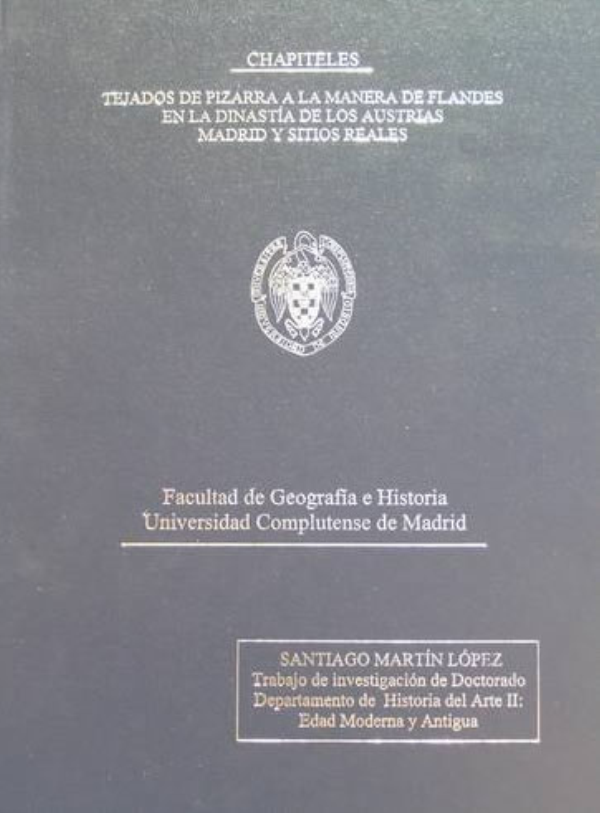 CHAPITELES
TEJADOS DE PIZARRA A LA MANERA DE FLANDES
EN LA DINASTÍA DE LOS AUSTRIAS
MADRID Y SITIOS REALES
Facultad de Geografía e Historia
Universidad Complutense de Madrid
SANTIAGO MARTÍN LÓPEZ
Trabajo de investigación de Doctorado
Departamento de Historia del Arte II:
Edad Moderna y Antigua